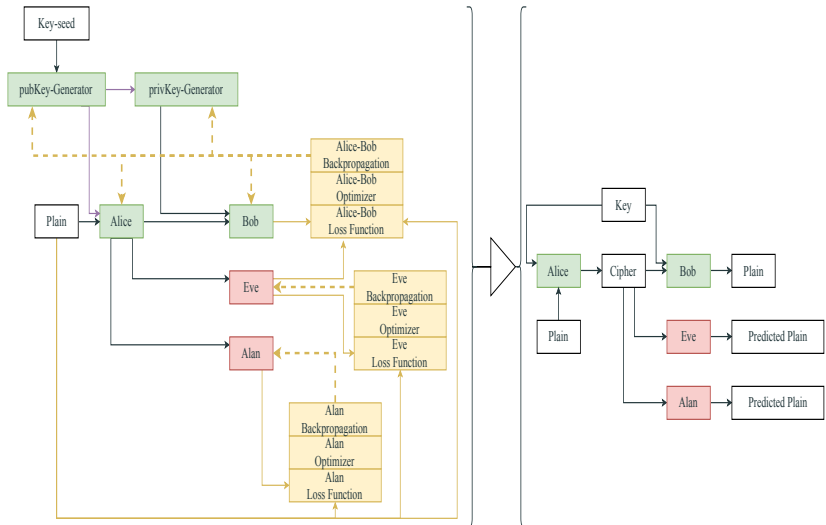 Key-seed
pubKey-Generator
privKey-Generator
Alice-Bob
Backpropagation
Alice-Bob
Optimizer
Alice-Bob
Loss Function
Plain
Alice
Bob
Eve
Eve
Backpropagation
Eve
Optimizer
Eve
Loss Function
Alan
Alan
Backpropagation
Alan
Optimizer
Alan
Loss Function
Key
Alice
Cipher
Bob
Plain
Plain
Eve
Predicted Plain
Alan
Predicted Plain